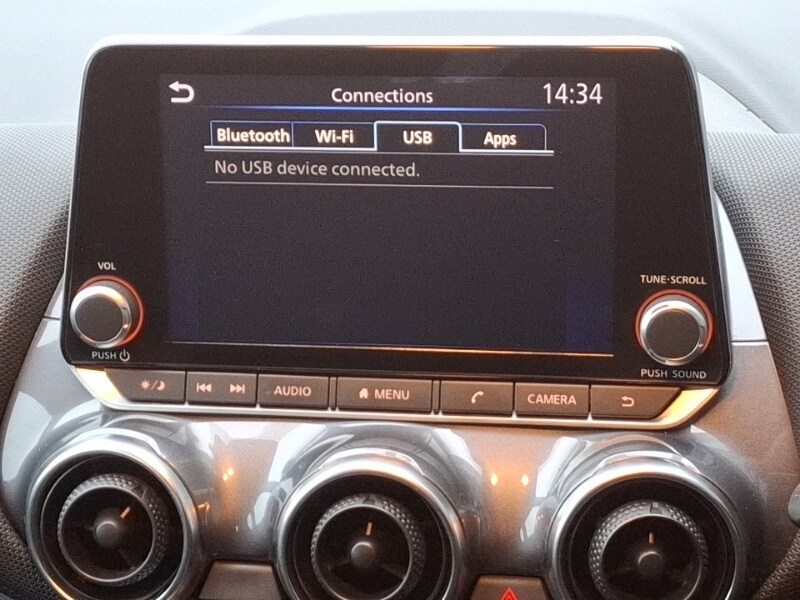 Connections 14:34
Bluetooth Wi-Fi USB Apps
No USB device connected.
VOL
TUNE·SCROLL
PUSH
PUSH SOUND
AUDIO MENU CAMERA